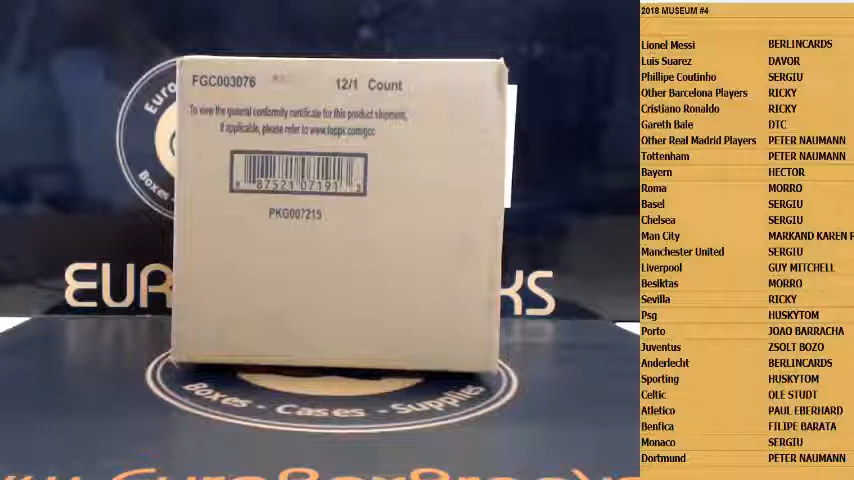 FGC003076
12/1 Count
To view the general conformity certificate for this product shipment,
if applicable, please refer to www.topps.com/gcc
87521 07191
PKG007215
Euro
Boxes -
EUR KS
Boxes - Cases - Supplies
2018 MUSEUM #4
Lionel Messi BERLINCARDS
Luis Suarez DAVOR
Phillipe Coutinho SERGIU
Other Barcelona Players RICKY
Cristiano Ronaldo RICKY
Gareth Bale DTC
Other Real Madrid Players PETER NAUMANN
Tottenham PETER NAUMANN
Bayern HECTOR
Roma MORRO
Basel SERGIU
Chelsea SERGIU
Man City MARKAND KAREN
Manchester United SERGIU
Liverpool GUY MITCHELL
Besiktas MORRO
Sevilla RICKY
Psg HUSKYTOM
Porto JOAO BARRACHA
Juventus ZSOLT BOZO
Anderlecht BERLINCARDS
Sporting HUSKYTOM
Celtic OLE STUDT
Atletico PAUL EBERHARD
Benfica FILIPE BARATA
Monaco SERGIU
Dortmund PETER NAUMANN